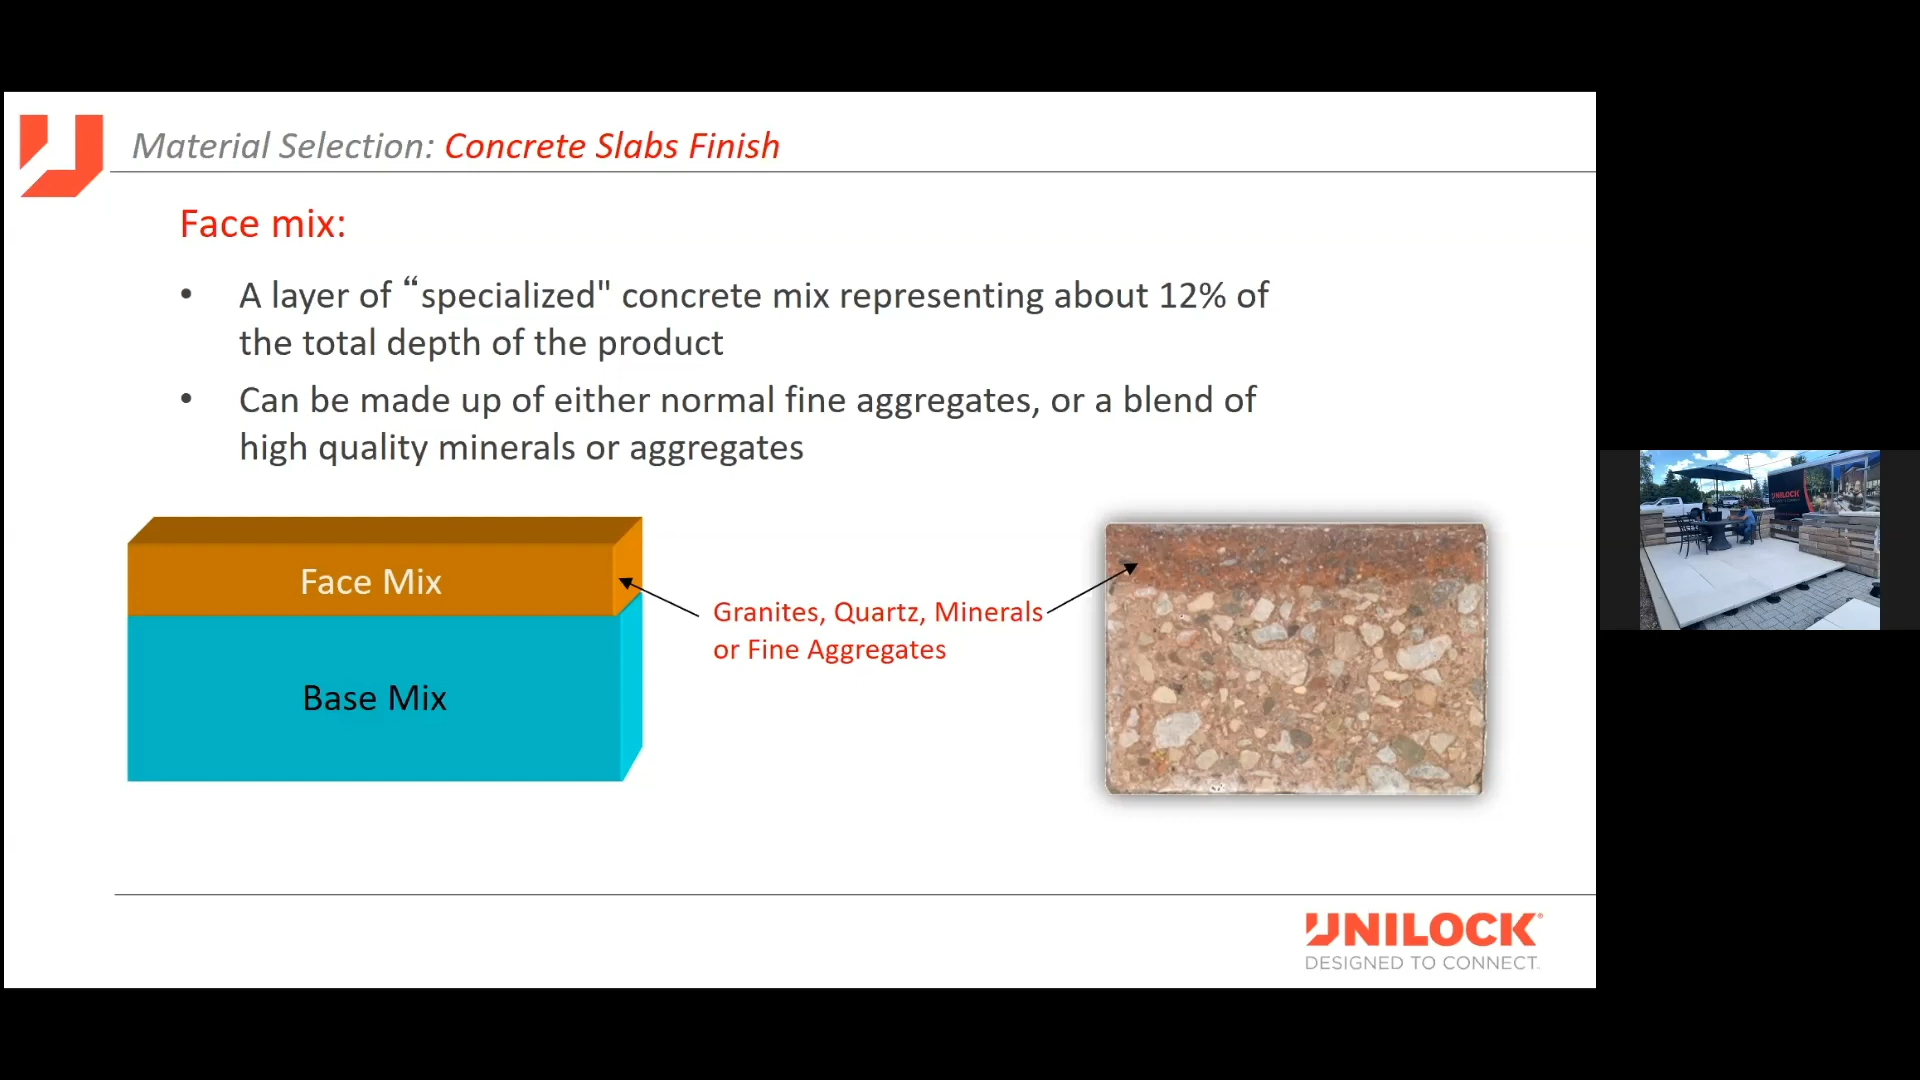 Material Selection: Concrete Slabs Finish
Face mix:
• A layer of “specialized" concrete mix representing about 12% of
the total depth of the product
• Can be made up of either normal fine aggregates, or a blend of
high quality minerals or aggregates
Face Mix
Base Mix
Granites, Quartz, Minerals
or Fine Aggregates
UNILOCK®
DESIGNED TO CONNECT.
UNILOCK